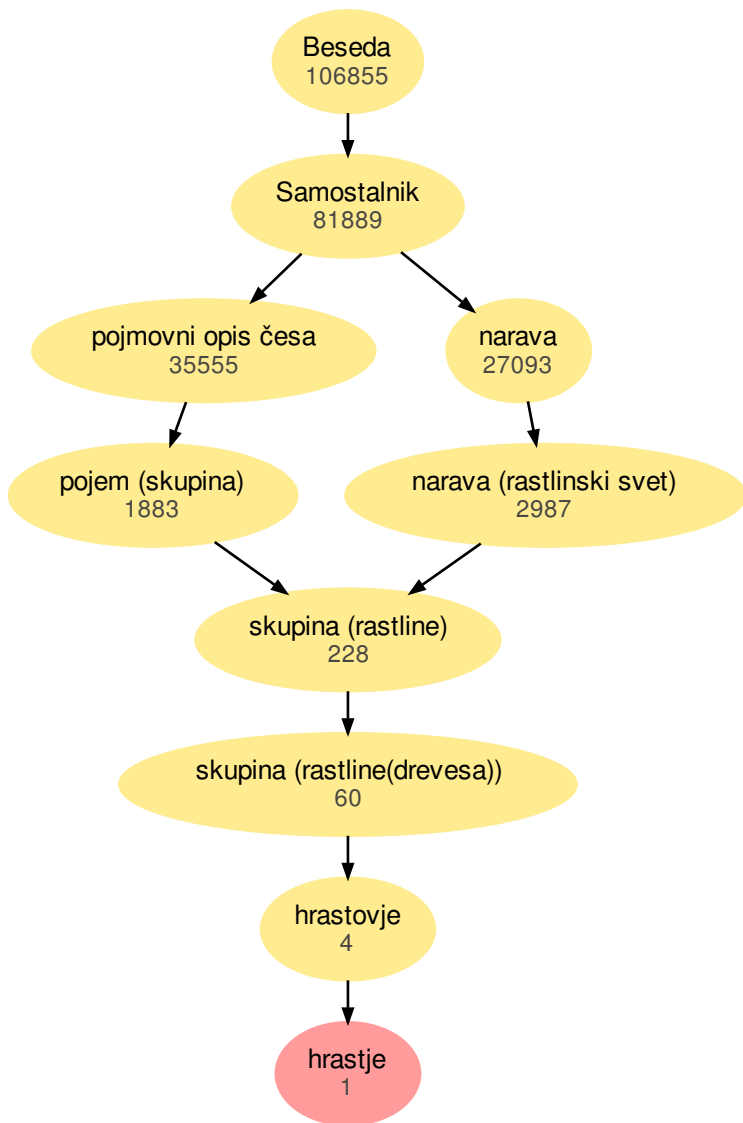 Beseda
106855
Samostalnik
81889
pojmovni opis česa
35555
narava
27093
pojem (skupina)
1883
narava (rastlinski svet)
2987
skupina (rastline)
228
skupina (rastline(drevesa))
60
hrastovje
4
hrastje
1